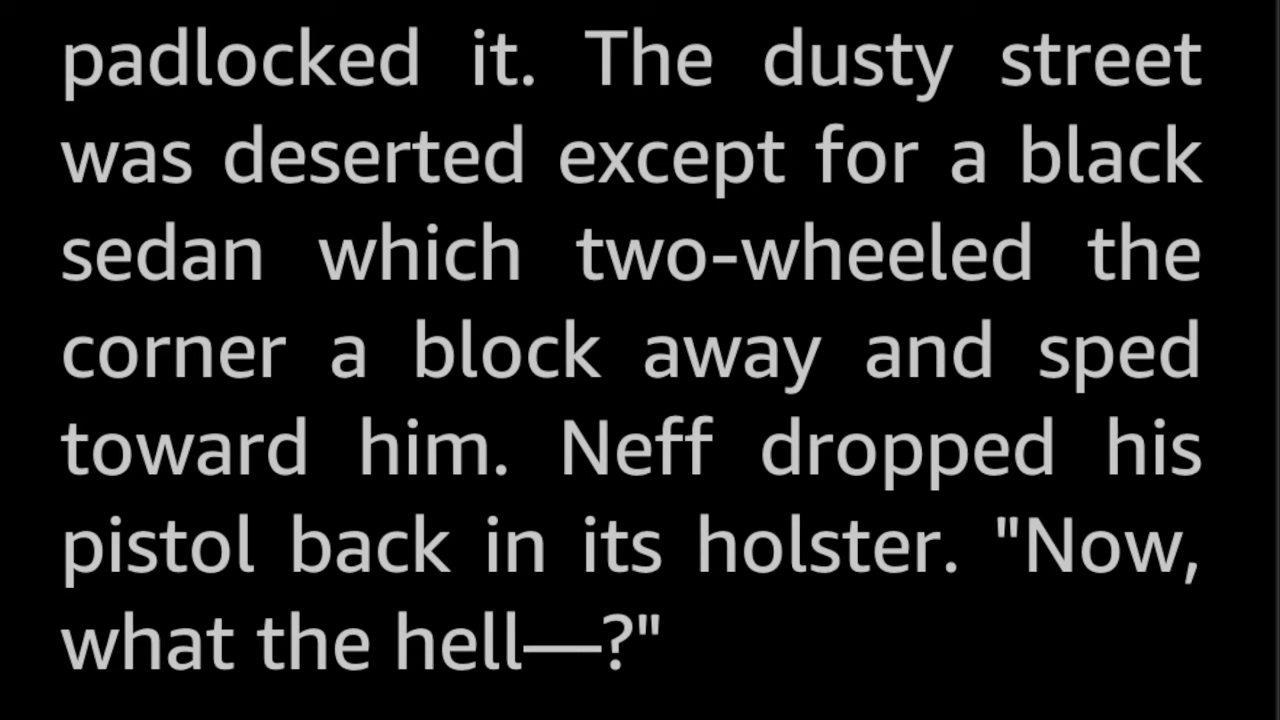 padlocked it. The dusty street
was deserted except for a black
sedan which two-wheeled the
corner a block away and sped
toward him. Neff dropped his
pistol back in its holster. "Now,
what the hell—?"